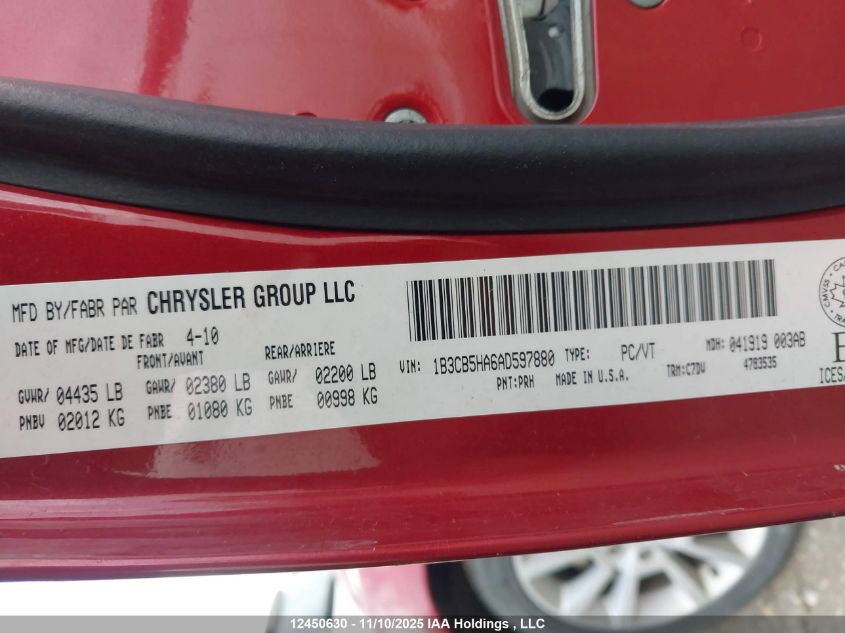 MFD BY/FABR PAR CHRYSLER GROUP LLC
DATE OF MFG/DATE DE FABR 4-10
FRONT/AVANT REAR/ARRIERE
GVWR/ 04435 LB GAWR/ 02380 LB GAWR/ 02200 LB
PNBV 02012 KG PNBE 01080 KG PNBE 00998 KG
VIN: 1B3CB5HA6AD597880 TYPE: PC/VT MDH: 041919 003AB
PNT:PRH MADE IN U.S.A. TRM:C7DV 4783535
CMVSS
ICES
12450630 - 11/10/2025 IAA Holdings , LLC